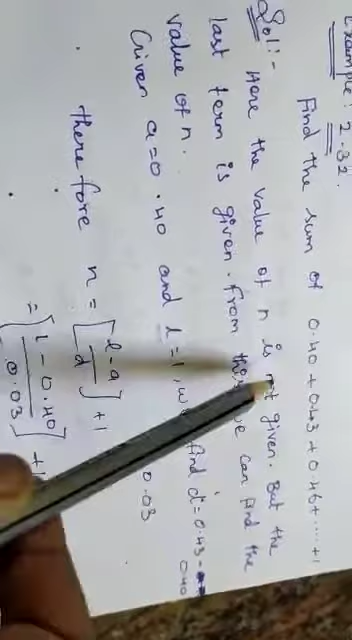 Example: 2.32.
Find the sum of 0.40 + 0.43 + 0.46 + ..... + 1
Sol:- Here the value of n is not given. But the
last term is given. From this we can find the
value of n.
Given a = 0.40 and l = 1, we find d = 0.43 -
0.40
0.03
therefore n = [l-a/d] + 1
= [1 - 0.40/0.03] + 1